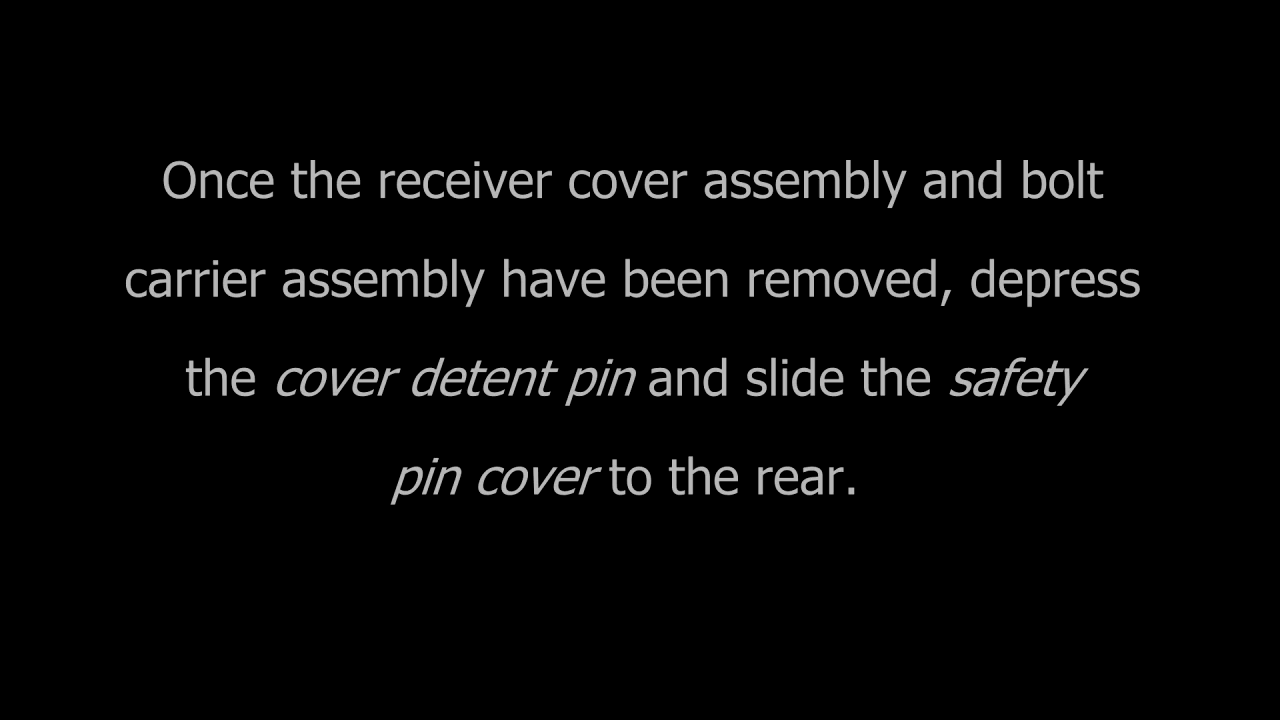 Once the receiver cover assembly and bolt
carrier assembly have been removed, depress
the cover detent pin and slide the safety
pin cover to the rear.